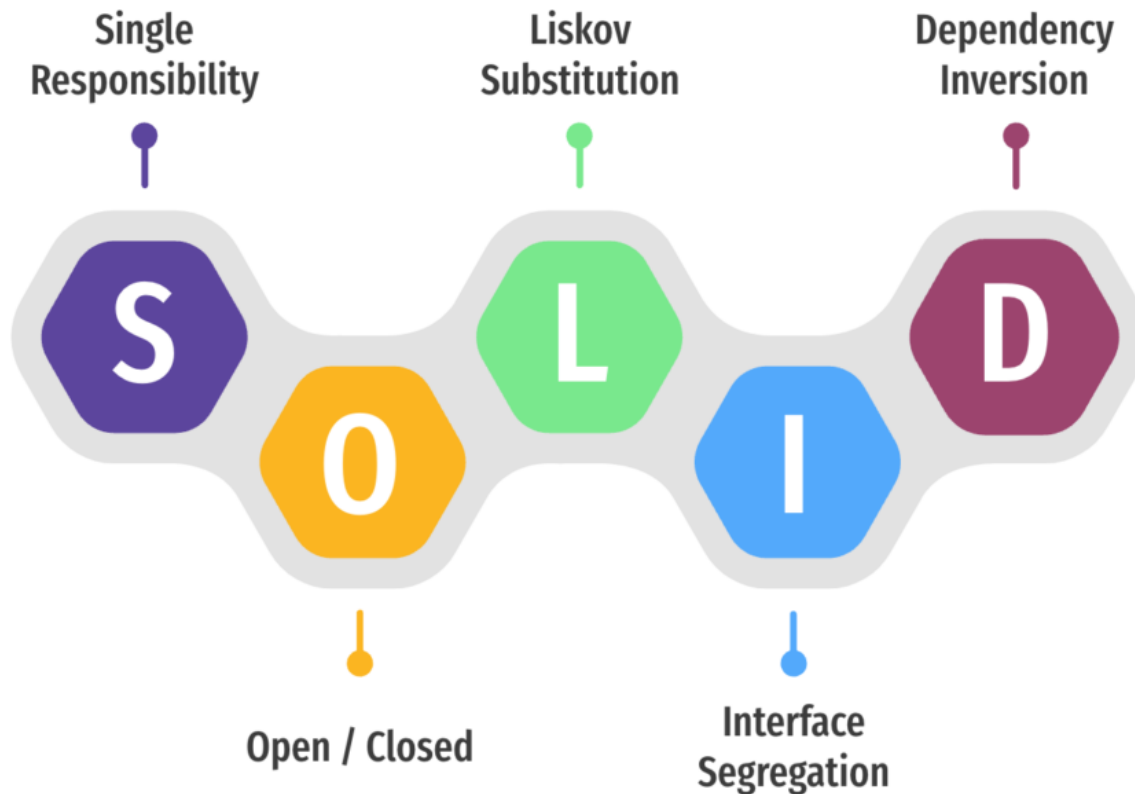 Single
Responsibility
Liskov
Substitution
Dependency
Inversion
S
O
L
I
D
Open / Closed
Interface
Segregation